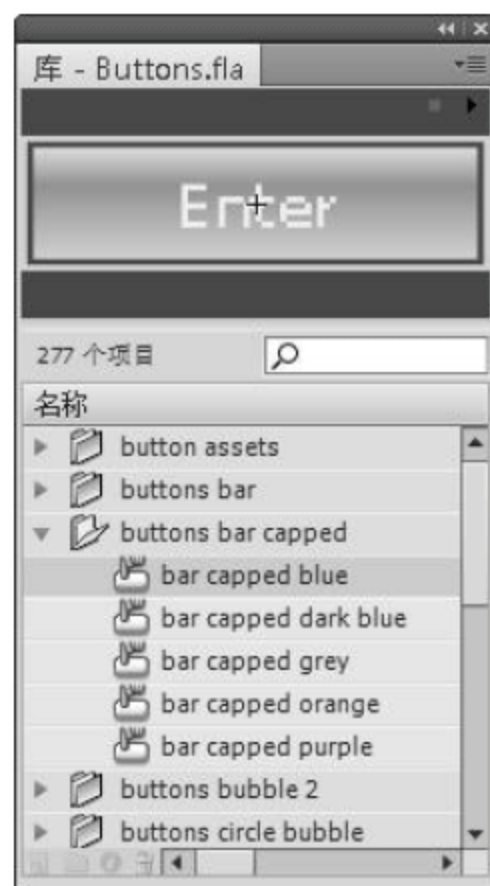 库 - Buttons.fla
Enter
277 个项目
名称
button assets
buttons bar
buttons bar capped
bar capped blue
bar capped dark blue
bar capped grey
bar capped orange
bar capped purple
buttons bubble 2
buttons circle bubble